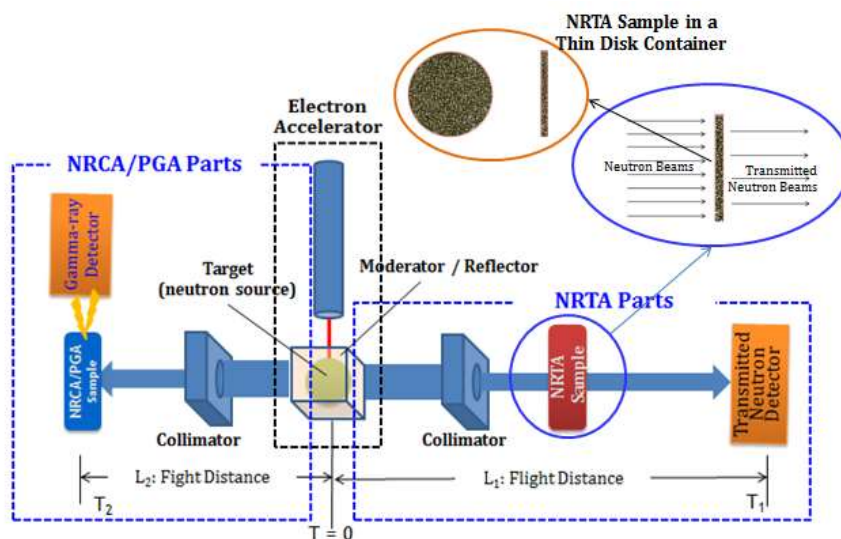 NRTA Sample in a
Thin Disk Container
Electron
Accelerator
NRCA/PGA Parts
Neutron Beams
Transmitted
Neutron Beams
Gamma-ray
Detector
Target
(neutron source)
Moderator / Reflector
NRTA Parts
NRCA/PGA
Sample
NRTA
Sample
Transmitted
Neutron
Detector
Collimator
Collimator
L2: Fight Distance
L1: Flight Distance
T2
T1
T = 0